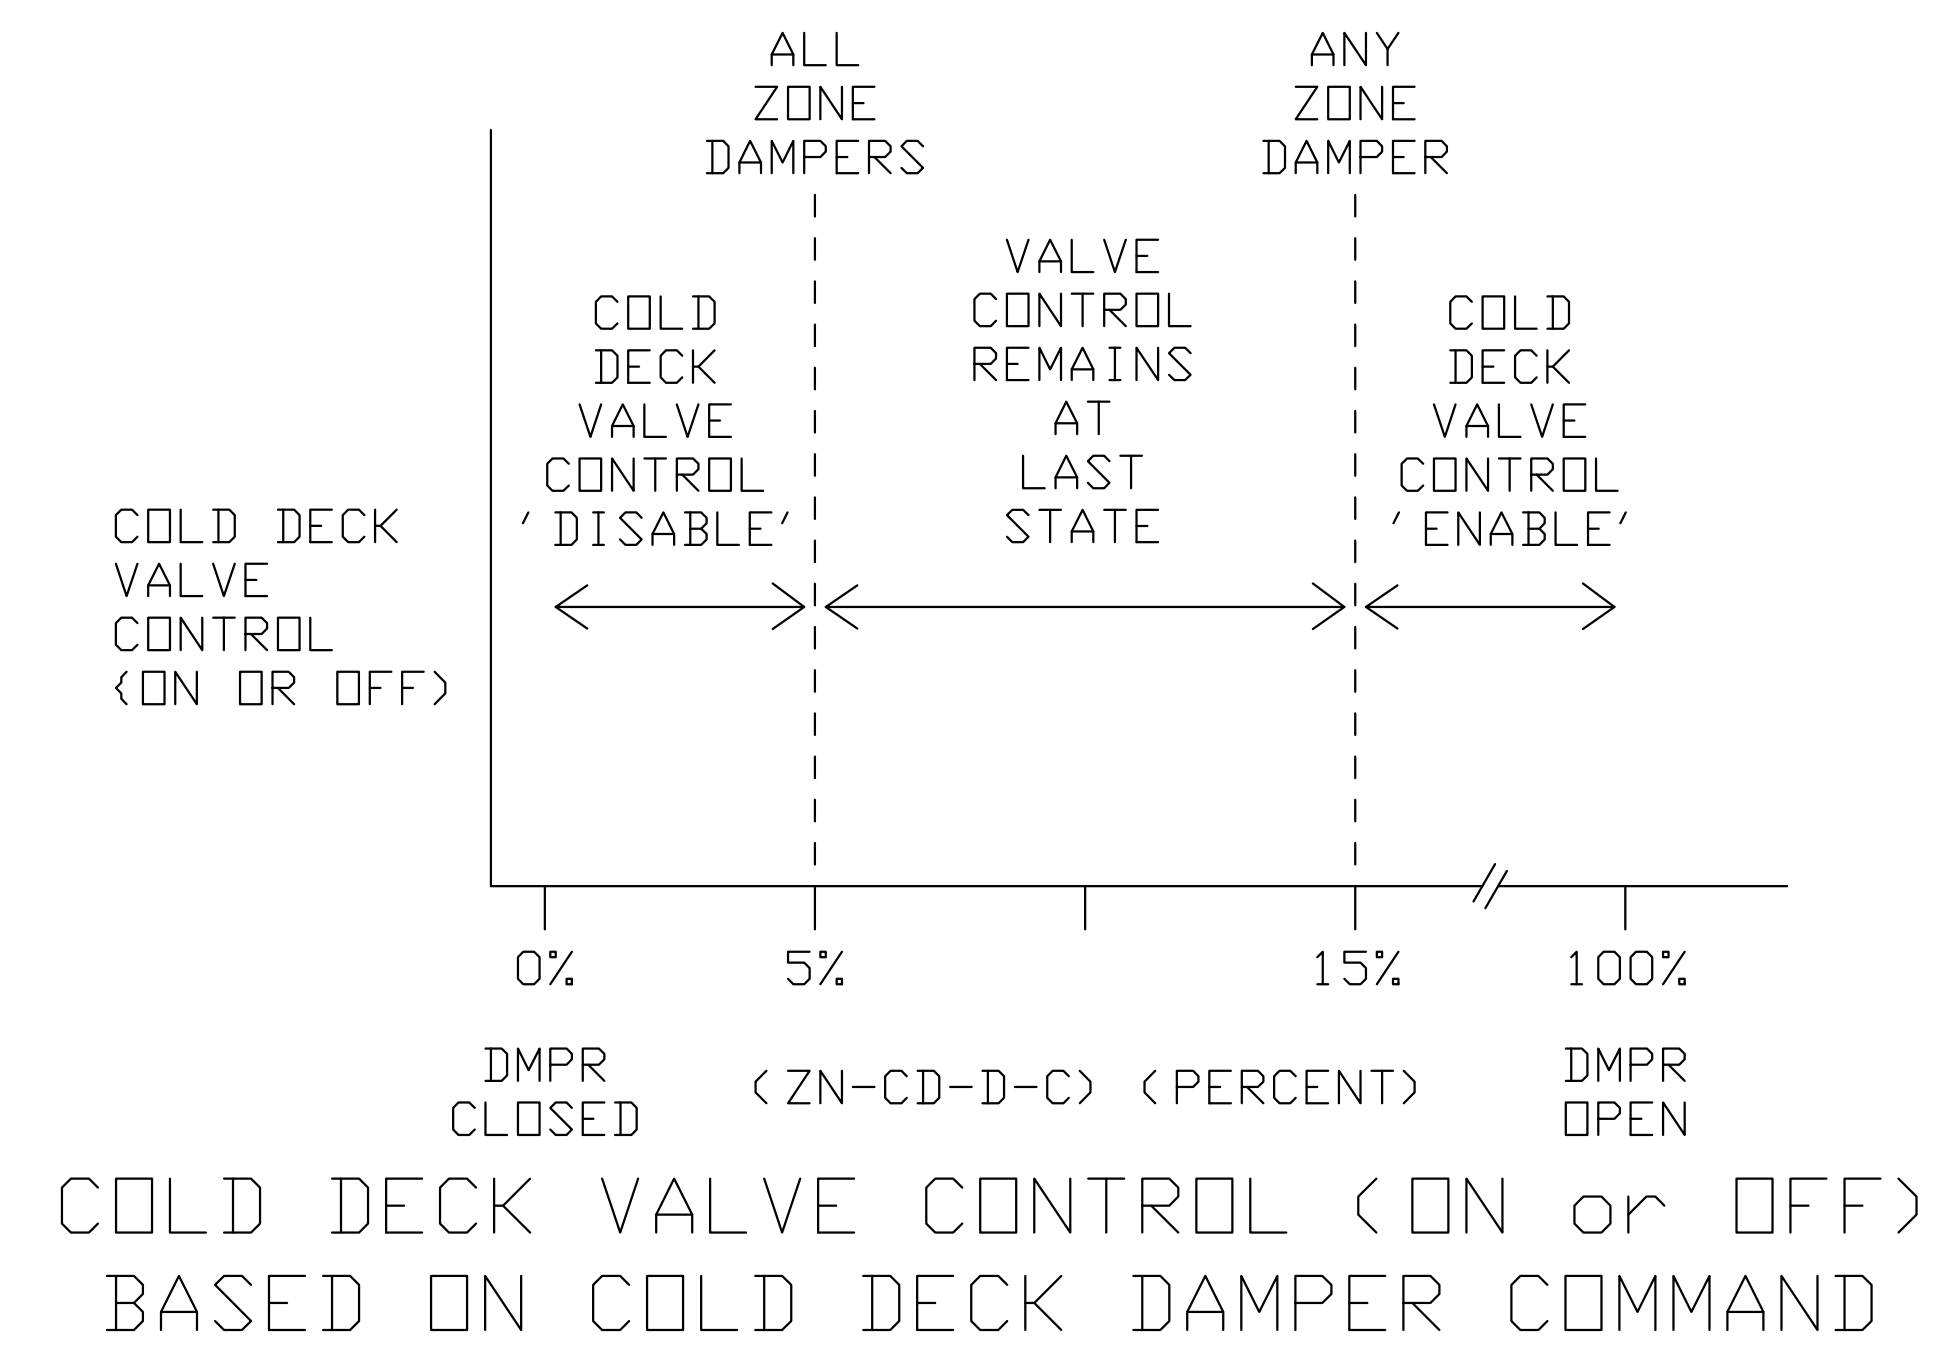 ALL
ZONE
DAMPERS
ANY
ZONE
DAMPER
COLD
DECK
VALVE
CONTROL
'DISABLE'
VALVE
CONTROL
REMAINS
AT
LAST
STATE
COLD
DECK
VALVE
CONTROL
'ENABLE'
COLD DECK
VALVE
CONTROL
(ON OR OFF)
0%
5%
15%
100%
DMPR
CLOSED
(ZN-CD-D-C) (PERCENT)
DMPR
OPEN
COLD DECK VALVE CONTROL (ON or OFF)
BASED ON COLD DECK DAMPER COMMAND